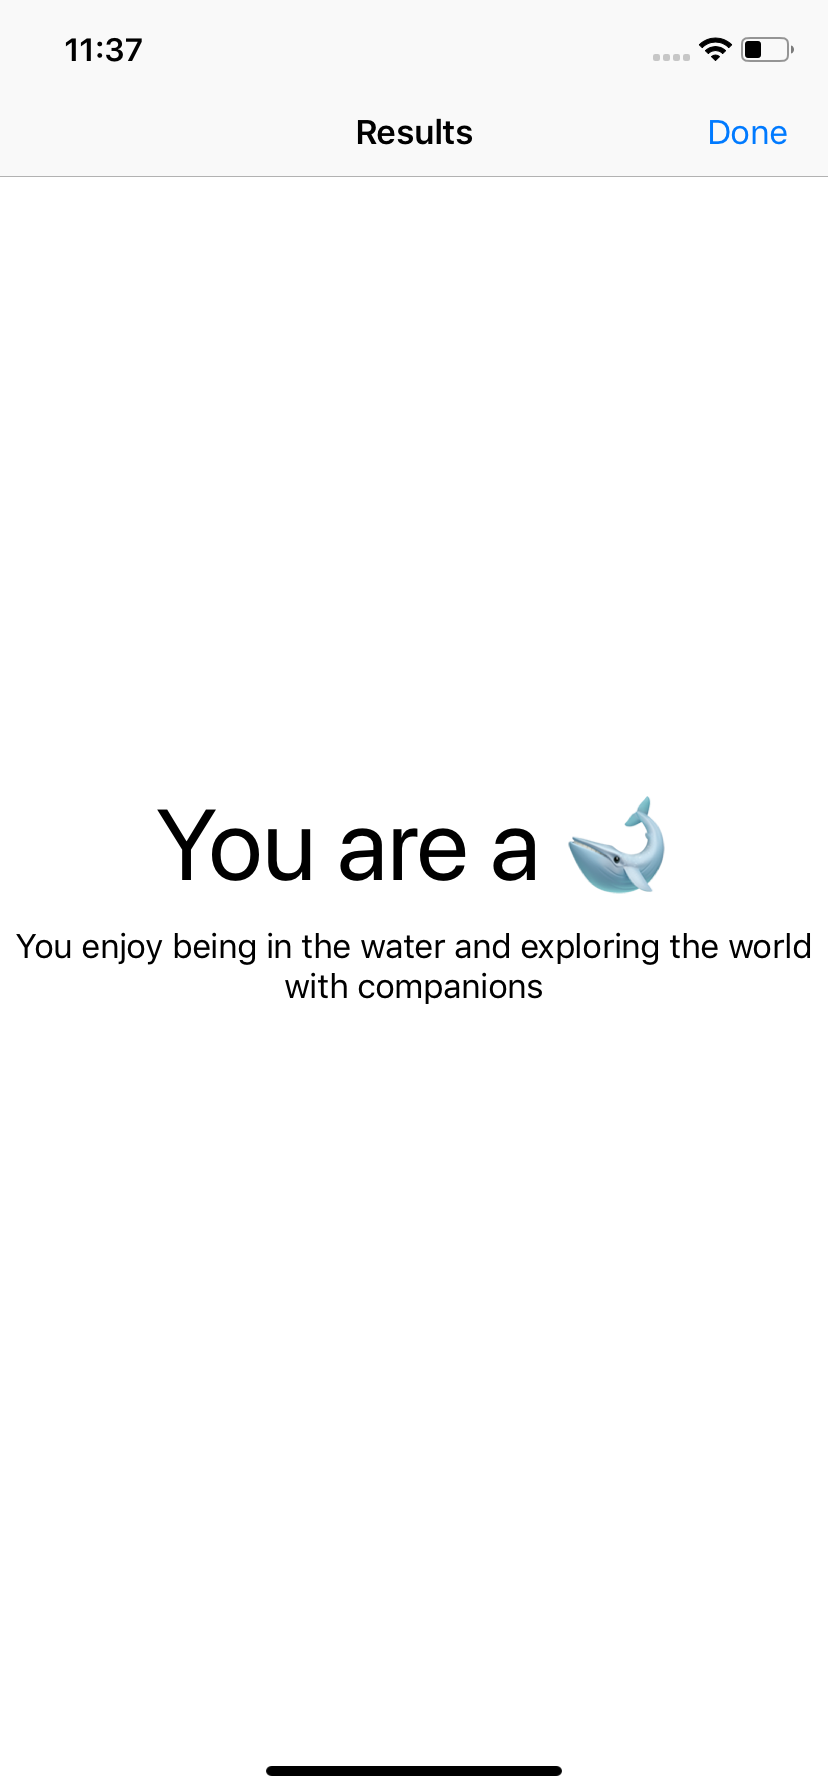 11:37
Results
Done
You are a 🐋
You enjoy being in the water and exploring the world
with companions